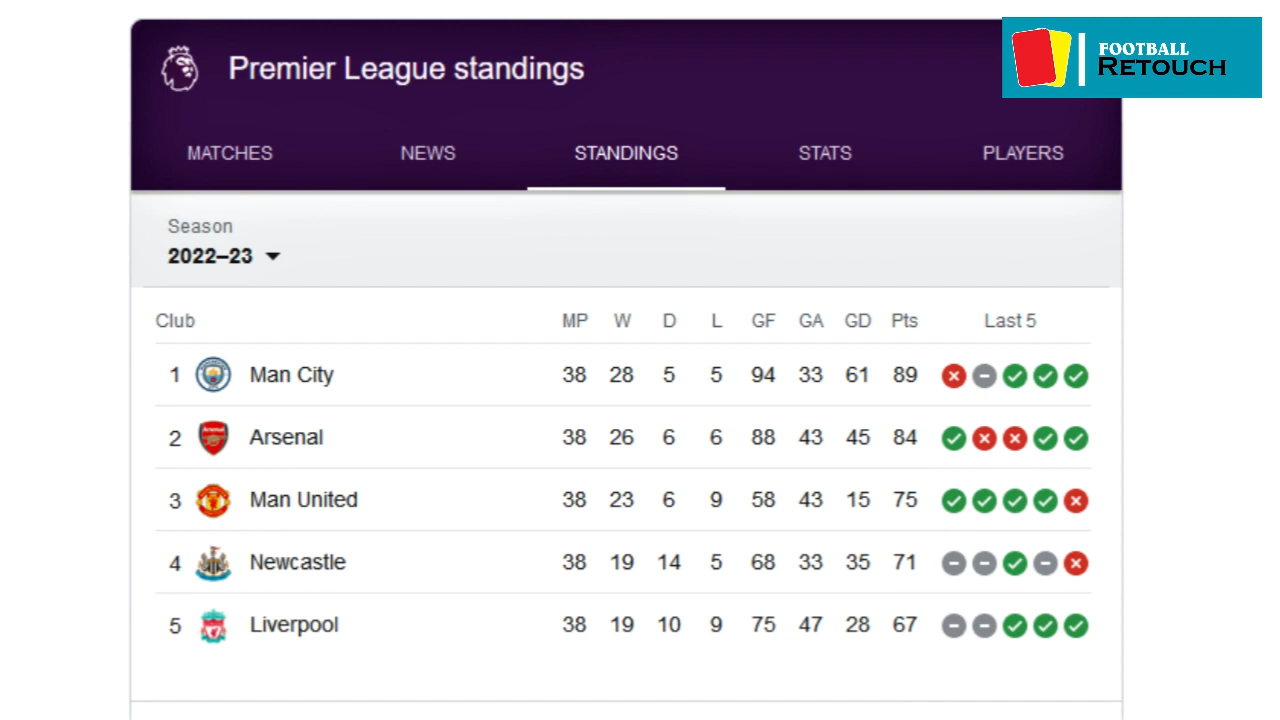 FOOTBALL
RETOUCH
Premier League standings
MATCHES NEWS STANDINGS STATS PLAYERS
Season
2022–23
Club MP W D L GF GA GD Pts Last 5
1 Man City 38 28 5 5 94 33 61 89
2 Arsenal 38 26 6 6 88 43 45 84
3 Man United 38 23 6 9 58 43 15 75
4 Newcastle 38 19 14 5 68 33 35 71
5 Liverpool 38 19 10 9 75 47 28 67